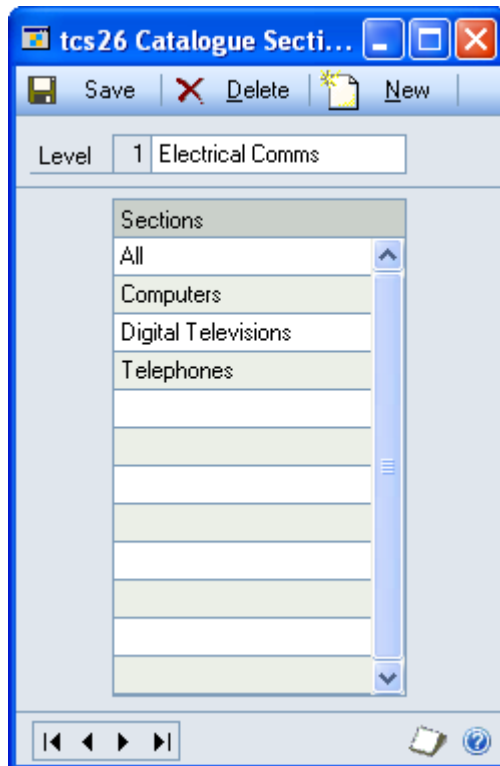 tcs26 Catalogue Secti...
Save Delete New
Level 1 Electrical Comms
Sections
All
Computers
Digital Televisions
Telephones